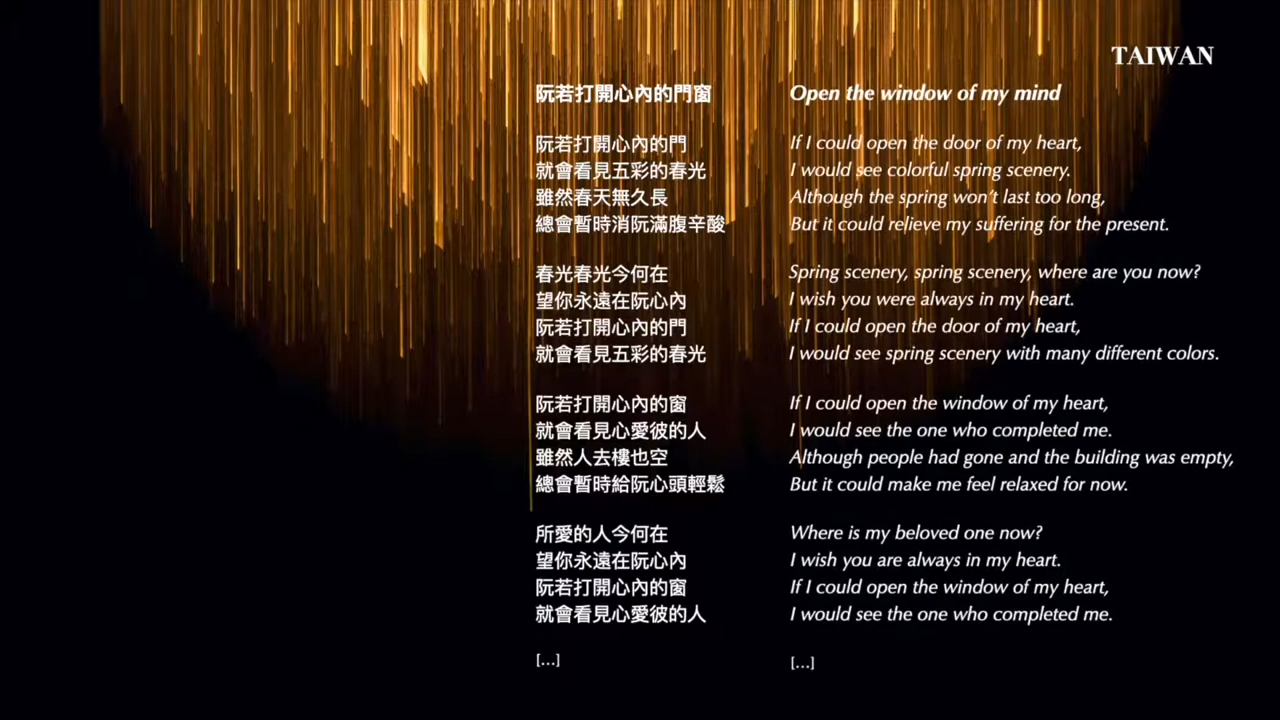 TAIWAN
阮若打開心內的門窗
阮若打開心內的門
就會看見五彩的春光
雖然春天無久長
總會暫時消阮滿腹辛酸
春光春光今何在
望你永遠在阮心內
阮若打開心內的門
就會看見五彩的春光
阮若打開心內的窗
就會看見心愛彼的人
雖然人去樓也空
總會暫時給阮心頭輕鬆
所愛的人今何在
望你永遠在阮心內
阮若打開心內的窗
就會看見心愛彼的人
[...]
Open the window of my mind
If I could open the door of my heart,
I would see colorful spring scenery.
Although the spring won't last too long,
But it could relieve my suffering for the present.
Spring scenery, spring scenery, where are you now?
I wish you were always in my heart.
If I could open the door of my heart,
I would see spring scenery with many different colors.
If I could open the window of my heart,
I would see the one who completed me.
Although people had gone and the building was empty,
But it could make me feel relaxed for now.
Where is my beloved one now?
I wish you are always in my heart.
If I could open the window of my heart,
I would see the one who completed me.
[...]